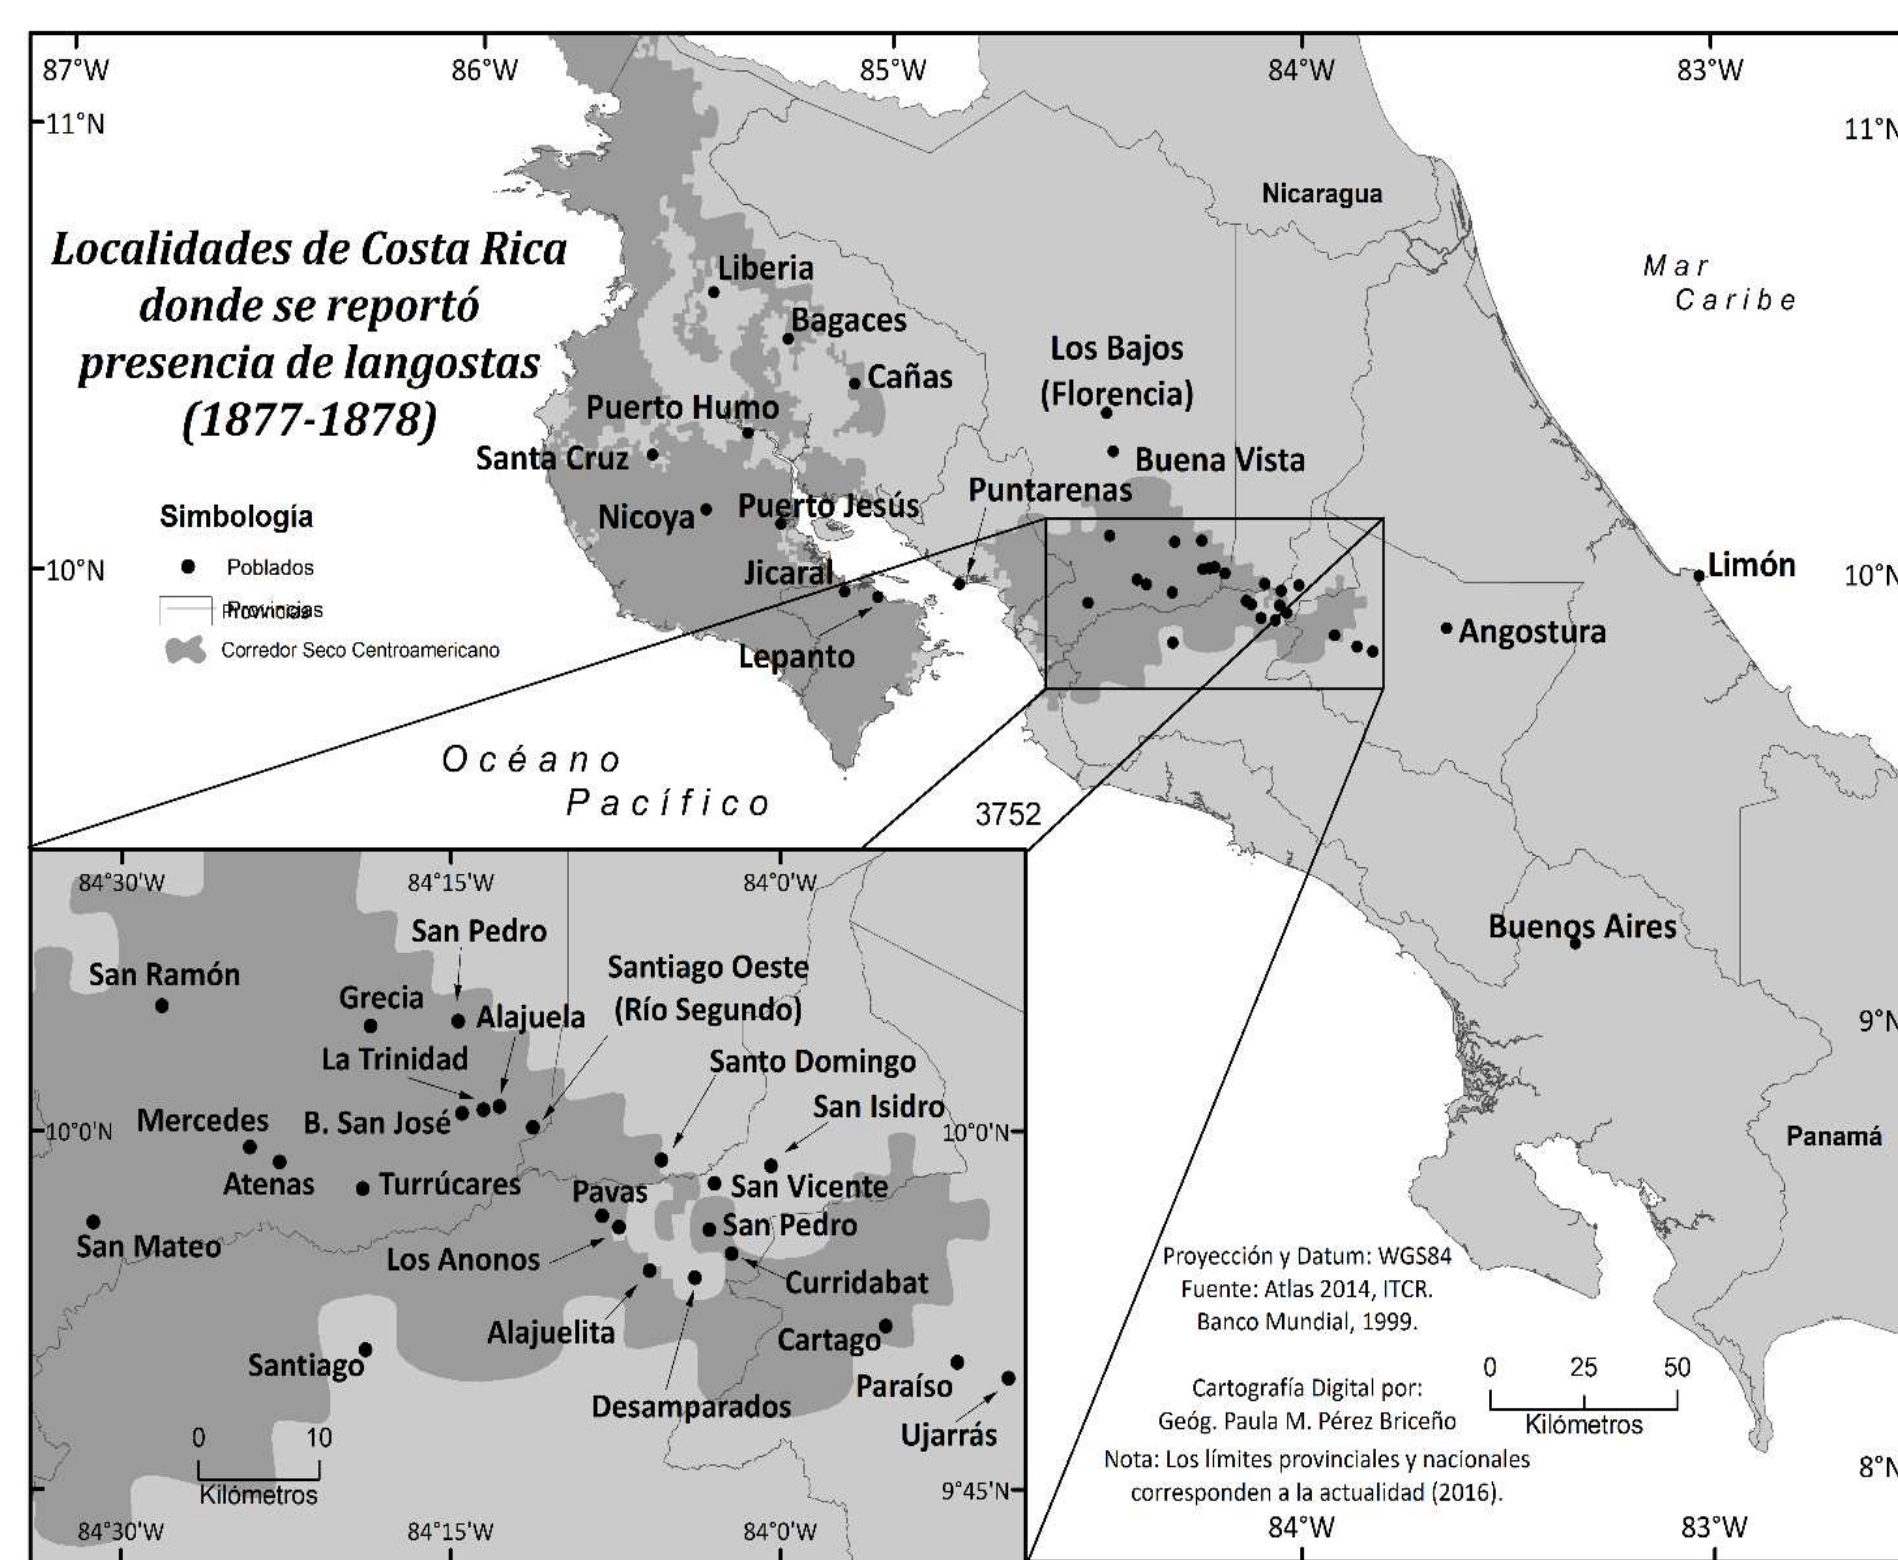 87°W
86°W
85°W
84°W
83°W
11°N
11°N
Nicaragua
Mar
Caribe
Localidades de Costa Rica
donde se reportó
presencia de langostas
(1877-1878)
Liberia
Bagaces
Cañas
Los Bajos
(Florencia)
Puerto Humo
Santa Cruz
Buena Vista
Puntarenas
Nicoya
Puerto Jesús
Simbología
Poblados
Provincias
Corredor Seco Centroamericano
10°N
10°N
Jicaral
Limón
Angostura
Lepanto
Océano
Pacífico
3752
84°30'W
84°15'W
84°0'W
San Pedro
San Ramón
Santiago Oeste
(Río Segundo)
Grecia
Alajuela
La Trinidad
Santo Domingo
San Isidro
Mercedes
B. San José
10°0'N
10°0'N
Atenas
Turrúcares
Pavas
San Vicente
San Pedro
San Mateo
Los Anonos
Curridabat
Alajuelita
Cartago
Santiago
Paraíso
Desamparados
Ujarrás
0 10
Kilómetros
9°45'N
84°30'W
84°15'W
84°0'W
Buenos Aires
9°N
Panamá
Proyección y Datum: WGS84
Fuente: Atlas 2014, ITCR.
Banco Mundial, 1999.
0 25 50
Kilómetros
Cartografía Digital por:
Geóg. Paula M. Pérez Briceño
Nota: Los límites provinciales y nacionales
corresponden a la actualidad (2016).
8°N
84°W
83°W